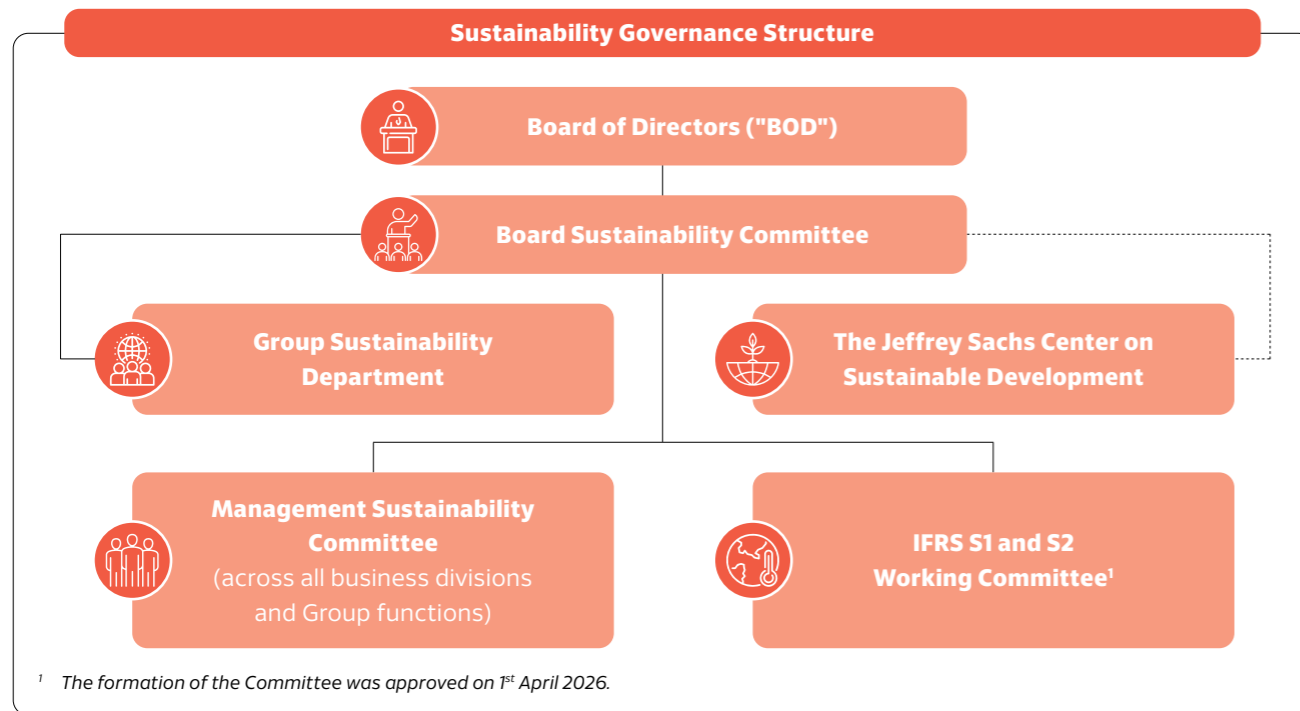 Sustainability Governance Structure
Board of Directors ("BOD")
Board Sustainability Committee
Group Sustainability
Department
The Jeffrey Sachs Center on
Sustainable Development
Management Sustainability
Committee
(across all business divisions
and Group functions)
IFRS S1 and S2
Working Committee¹
¹ The formation of the Committee was approved on 1st April 2026.